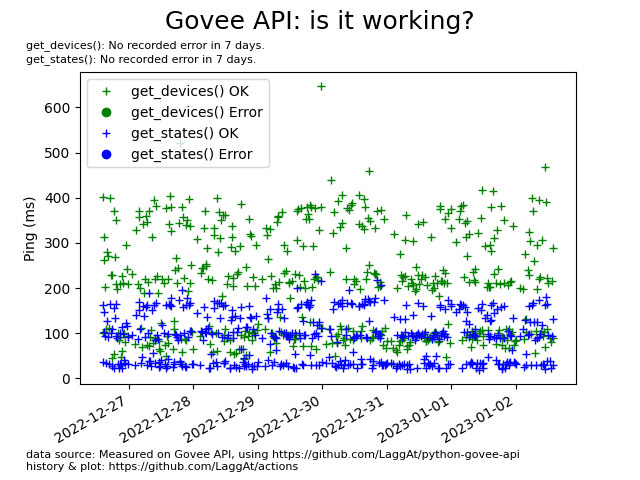 Govee API: is it working?
get_devices(): No recorded error in 7 days.
get_states(): No recorded error in 7 days.
get_devices() OK
get_devices() Error
get_states() OK
get_states() Error
600
500
400
300
200
100
0
Ping (ms)
2022-12-27
2022-12-28
2022-12-29
2022-12-30
2022-12-31
2023-01-01
2023-01-02
data source: Measured on Govee API, using https://github.com/LaggAt/python-govee-api
history & plot: https://github.com/LaggAt/actions